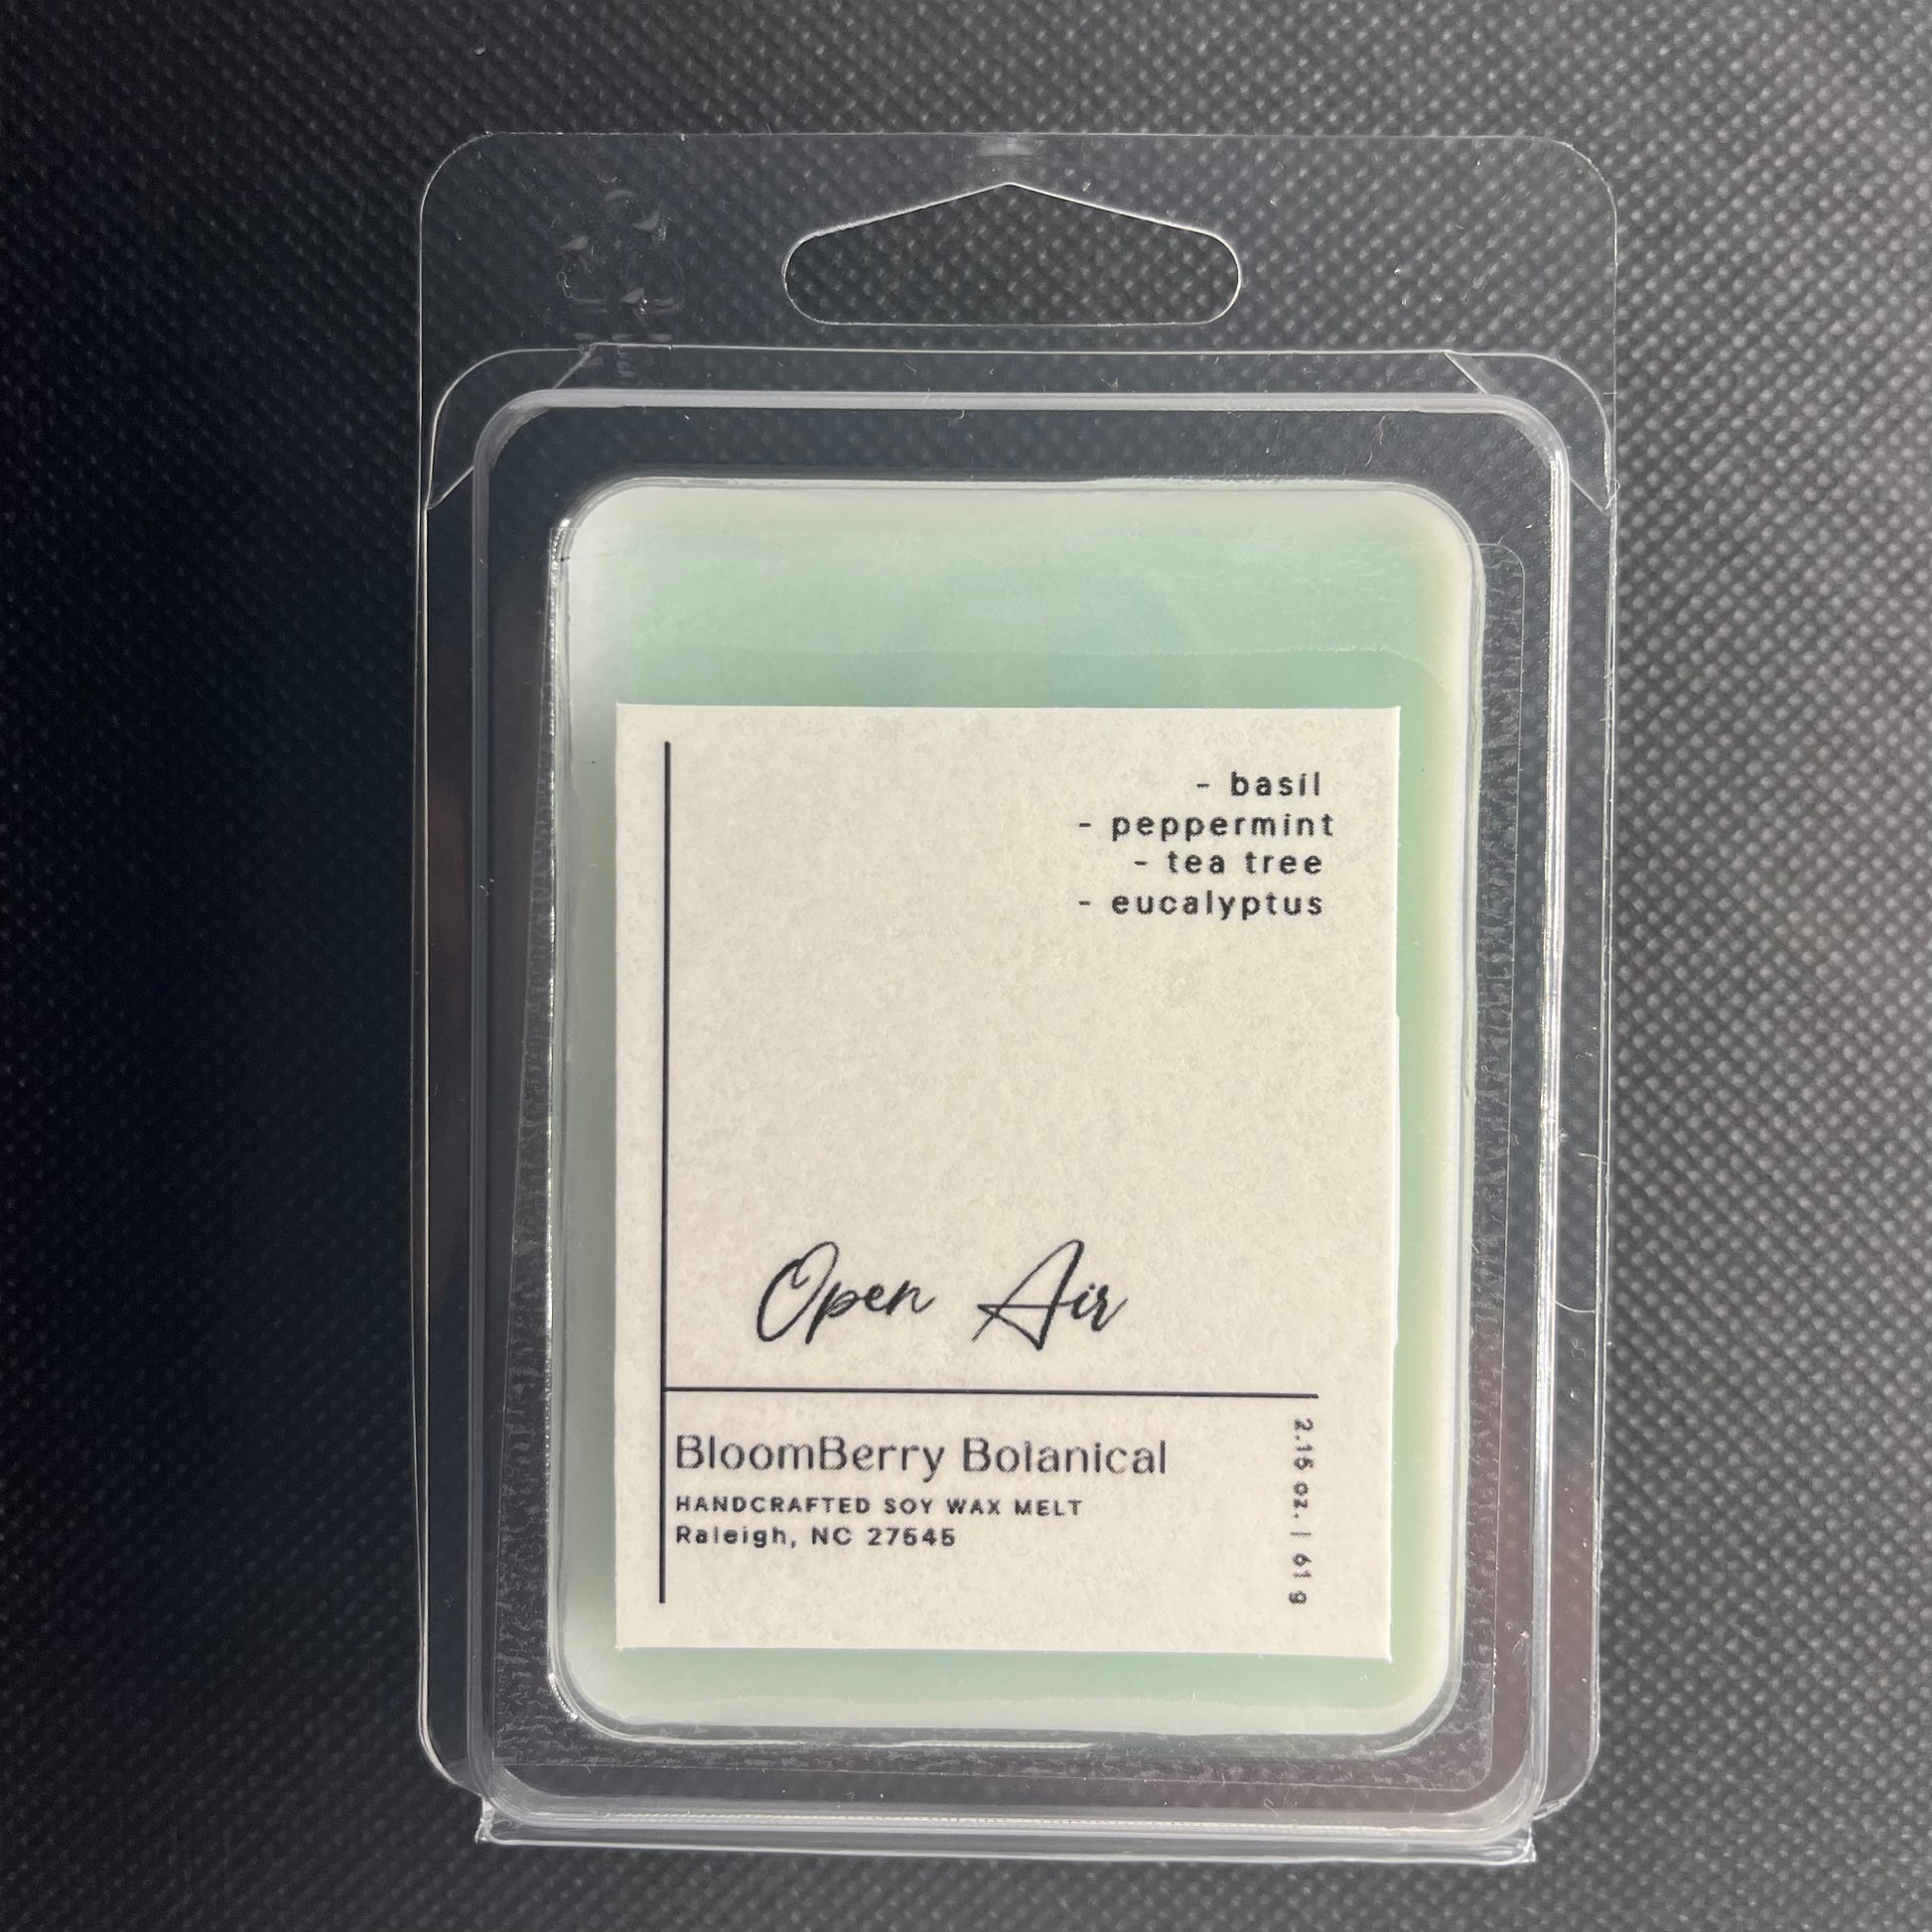 - basil
- peppermint
- tea tree
- eucalyptus
Open Air
BloomBerry Botanical
HANDCRAFTED SOY WAX MELT
Raleigh, NC 27545
2.15 oz. | 61 g